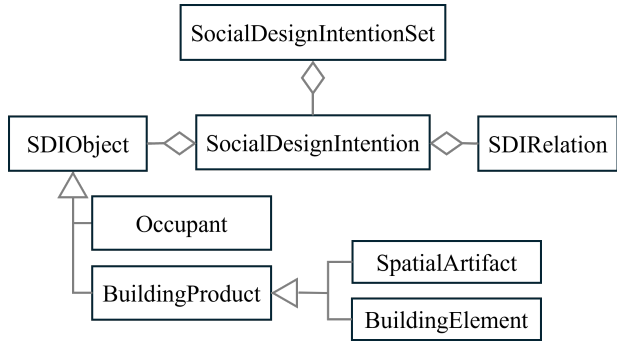 SocialDesignIntentionSet
SDIObject
SocialDesignIntention
SDIRelation
Occupant
BuildingProduct
SpatialArtifact
BuildingElement